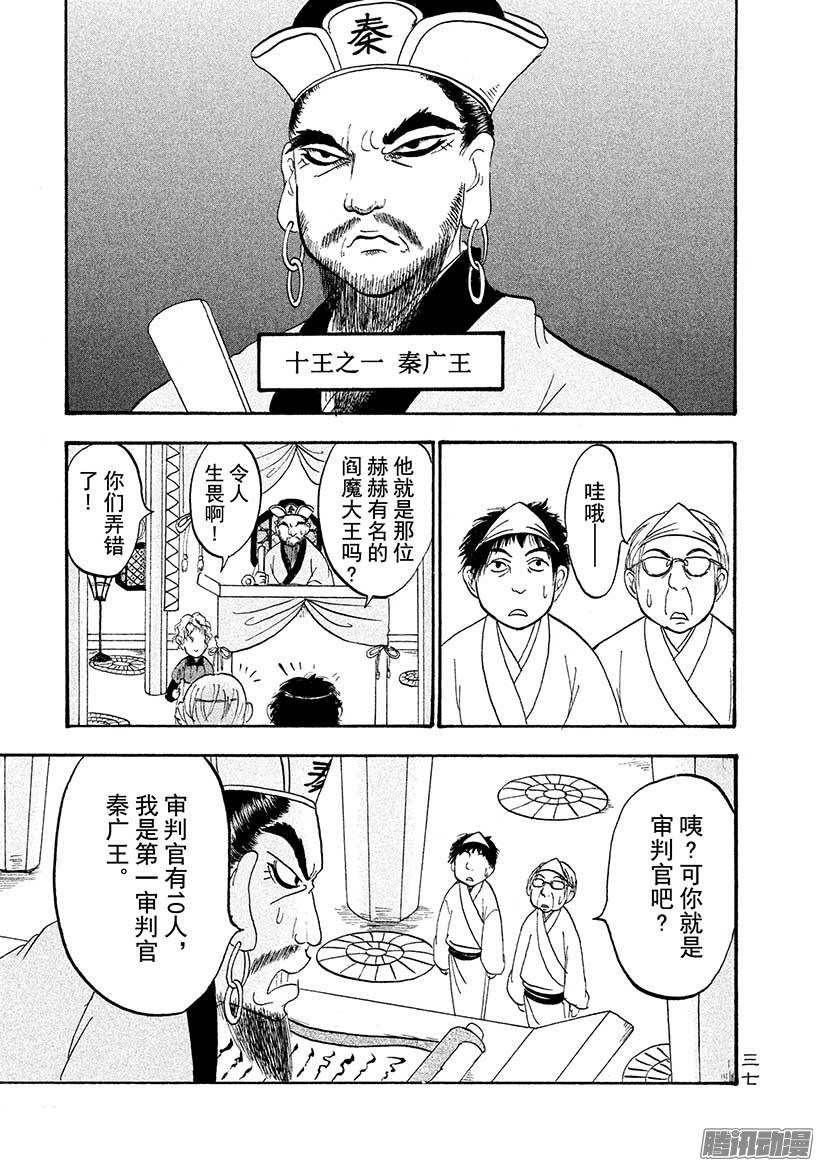 秦
十王之一 秦广王
哇哦——
他就是那位
赫赫有名的
阎魔大王吗?
令人
生畏啊!
你们弄错
了!
咦?可你就是
审判官吧?
秦
审判官有10人,
我是第一审判官
秦广王。
三七
腾讯动漫